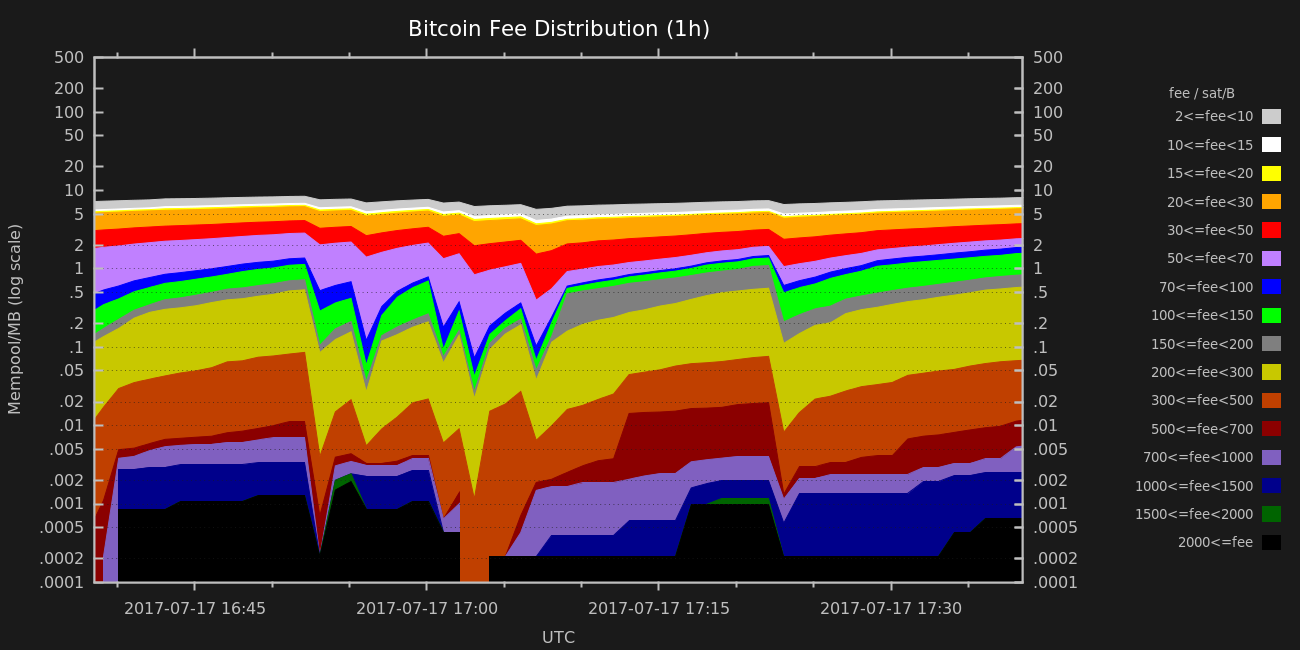 Bitcoin Fee Distribution (1h)
500
200
100
50
20
10
5
2
1
.5
.2
.1
.05
.02
.01
.005
.002
.001
.0005
.0002
.0001
Mempool/MB (log scale)
500
200
100
50
20
10
5
2
1
.5
.2
.1
.05
.02
.01
.005
.002
.001
.0005
.0002
.0001
2017-07-17 16:45
2017-07-17 17:00
2017-07-17 17:15
2017-07-17 17:30
UTC
fee / sat/B
2<=fee<10
10<=fee<15
15<=fee<20
20<=fee<30
30<=fee<50
50<=fee<70
70<=fee<100
100<=fee<150
150<=fee<200
200<=fee<300
300<=fee<500
500<=fee<700
700<=fee<1000
1000<=fee<1500
1500<=fee<2000
2000<=fee